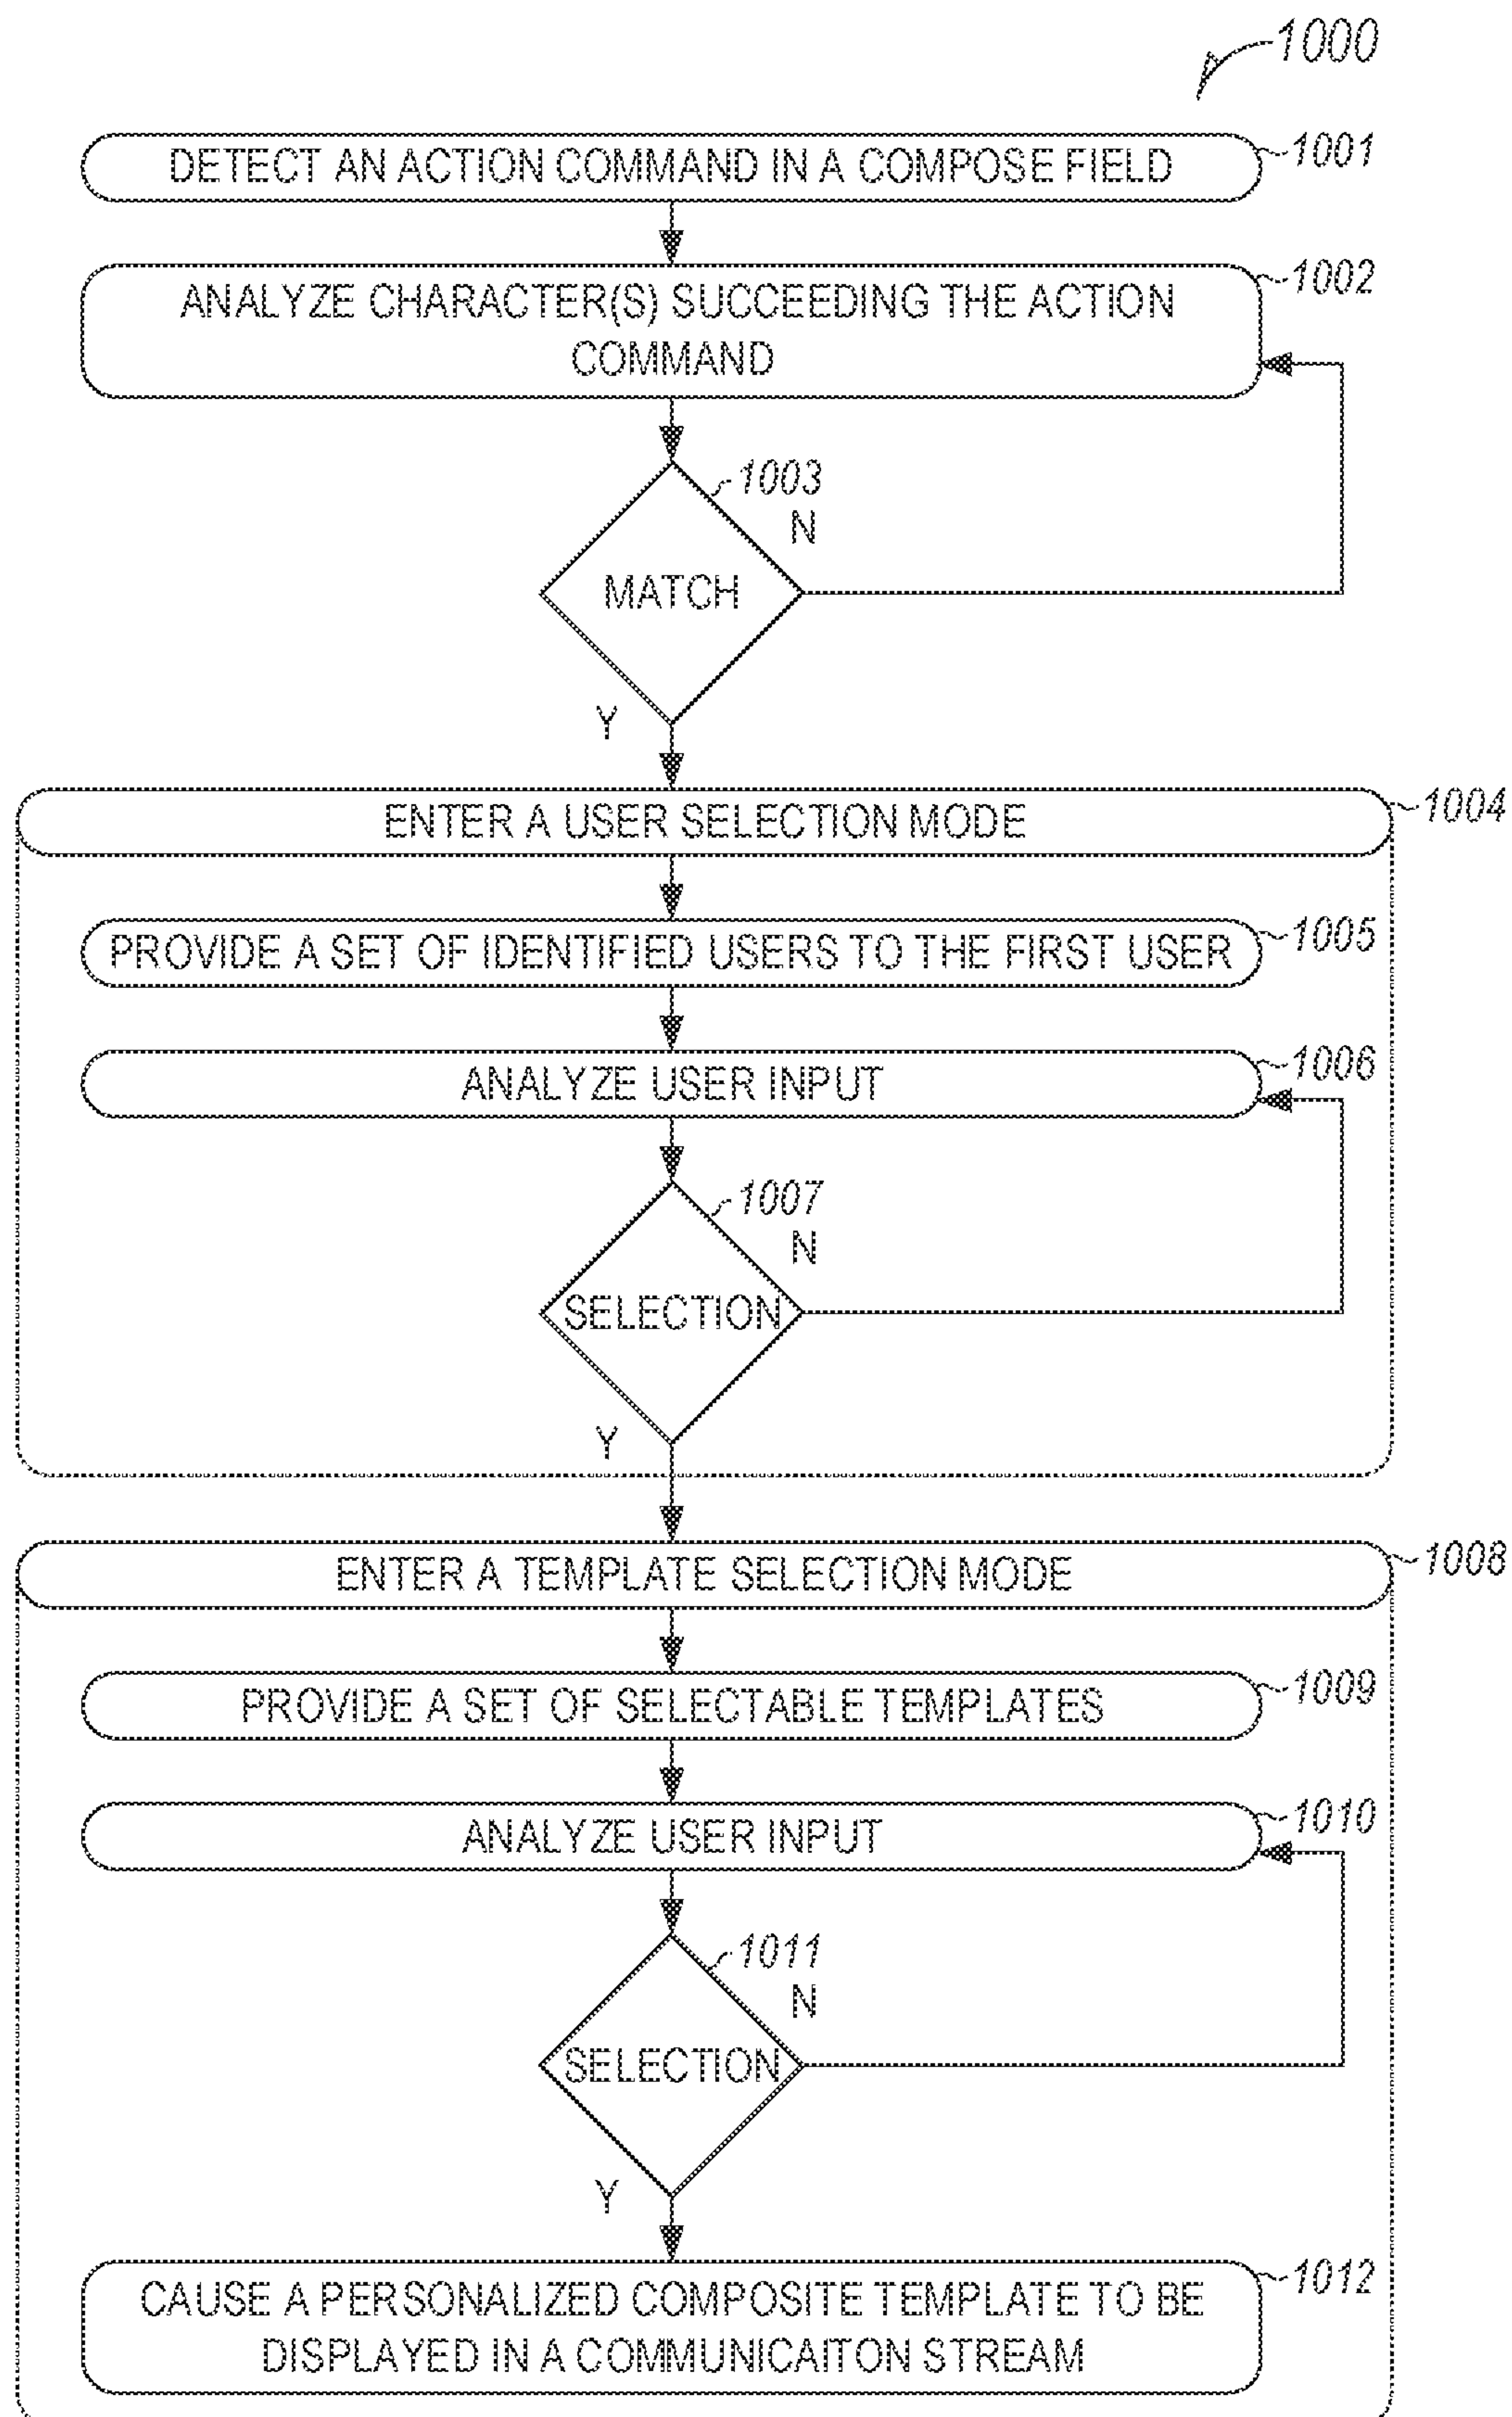 1000
DETECT AN ACTION COMMAND IN A COMPOSE FIELD
1001
ANALYZE CHARACTER(S) SUCCEEDING THE ACTION
COMMAND
1002
1003
N
MATCH
Y
ENTER A USER SELECTION MODE
1004
PROVIDE A SET OF IDENTIFIED USERS TO THE FIRST USER
1005
ANALYZE USER INPUT
1006
1007
N
SELECTION
Y
ENTER A TEMPLATE SELECTION MODE
1008
PROVIDE A SET OF SELECTABLE TEMPLATES
1009
ANALYZE USER INPUT
1010
1011
N
SELECTION
Y
CAUSE A PERSONALIZED COMPOSITE TEMPLATE TO BE
DISPLAYED IN A COMMUNICAITON STREAM
1012